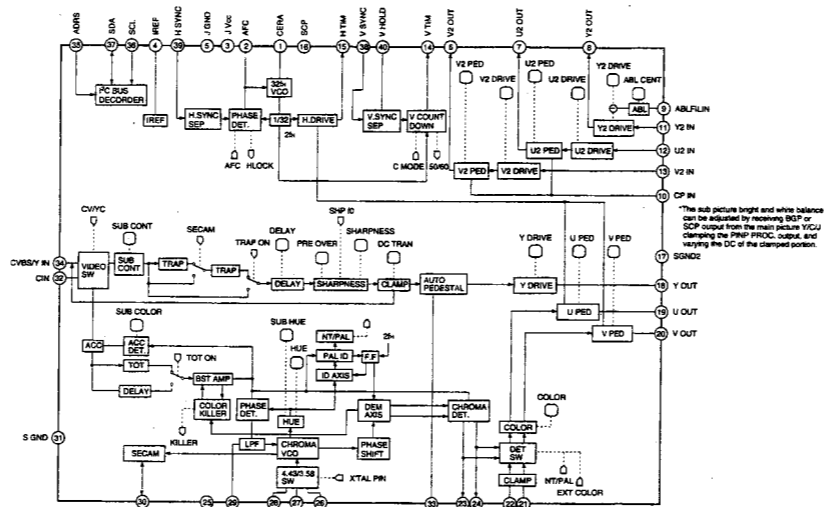 ADRS
SDA
SCL
IREF
H SYNC
J GND
J Vcc
AFC
CERA
SCP
H TIM
V SYNC
V HOLD
V TIM
V2 OUT
U2 OUT
Y2 OUT
35
37
36
4
39
5
3
2
1
16
15
38
40
14
6
7
8
V2 PED
V2 DRIVE
U2 PED
U2 DRIVE
Y2 DRIVE
ABL CENT
I²C BUS
DECORDER
IREF
H.SYNC
SEP
PHASE
DET.
325k
VCO
1/32
25k
H.DRIVE
V.SYNC
SEP
V COUNT
DOWN
AFC
HLOCK
C MODE
50/60
ABL
9
Y2 DRIVE
11
Y2 IN
U2 PED
U2 DRIVE
12
U2 IN
V2 PED
V2 DRIVE
13
V2 IN
10
CP IN
*The sub picture bright and white balance
can be adjusted by receiving BGP or
SCP output from the main picture Y/C/J
clamping the PINP PROC. output, and
varying the DC of the clamped portion.
CV/YC
SUB CONT
SECAM
TRAP ON
DELAY
PRE OVER
SHP f0
SHARPNESS
DC TRAN
Y DRIVE
U PED
V PED
17
SGND2
CVBS/Y IN
34
CIN
32
VIDEO
SW
SUB
CONT
TRAP
TRAP
DELAY
SHARPNESS
CLAMP
AUTO
PEDESTAL
Y DRIVE
18
Y OUT
U PED
19
U OUT
V PED
20
V OUT
SUB COLOR
ACC
ACC
DET.
TOT
DELAY
TOT ON
BST AMP
COLOR
KILLER
KILLER
SUB HUE
HUE
NT/PAL
25k
PAL ID
F.F
ID AXIS
PHASE
DET.
HUE
DEM
AXIS
CHROMA
DET.
COLOR
COLOR
S GND
31
SECAM
LPF
CHROMA
VCO
PHASE
SHIFT
DET
SW
4.43/3.58
SW
X'TAL PIN
CLAMP
NT/PAL
EXT COLOR
30
25
29
28
27
26
33
23
24
22
21